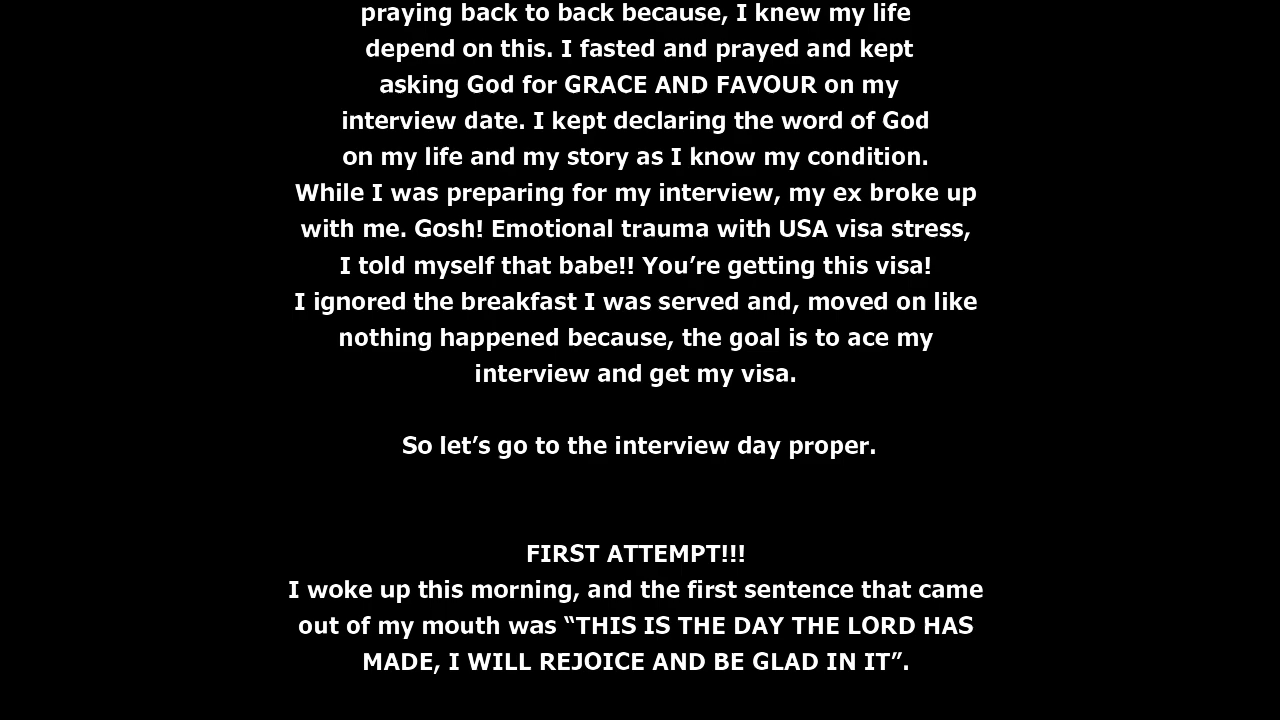 praying back to back because, I knew my life
depend on this. I fasted and prayed and kept
asking God for GRACE AND FAVOUR on my
interview date. I kept declaring the word of God
on my life and my story as I know my condition.
While I was preparing for my interview, my ex broke up
with me. Gosh! Emotional trauma with USA visa stress,
I told myself that babe!! You’re getting this visa!
I ignored the breakfast I was served and, moved on like
nothing happened because, the goal is to ace my
interview and get my visa.
So let’s go to the interview day proper.
FIRST ATTEMPT!!!
I woke up this morning, and the first sentence that came
out of my mouth was “THIS IS THE DAY THE LORD HAS
MADE, I WILL REJOICE AND BE GLAD IN IT”.